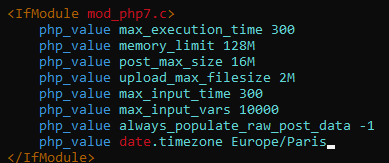 <IfModule mod_php7.c>
php_value max_execution_time 300
php_value memory_limit 128M
php_value post_max_size 16M
php_value upload_max_filesize 2M
php_value max_input_time 300
php_value max_input_vars 10000
php_value always_populate_raw_post_data -1
php_value date.timezone Europe/Paris
</IfModule>